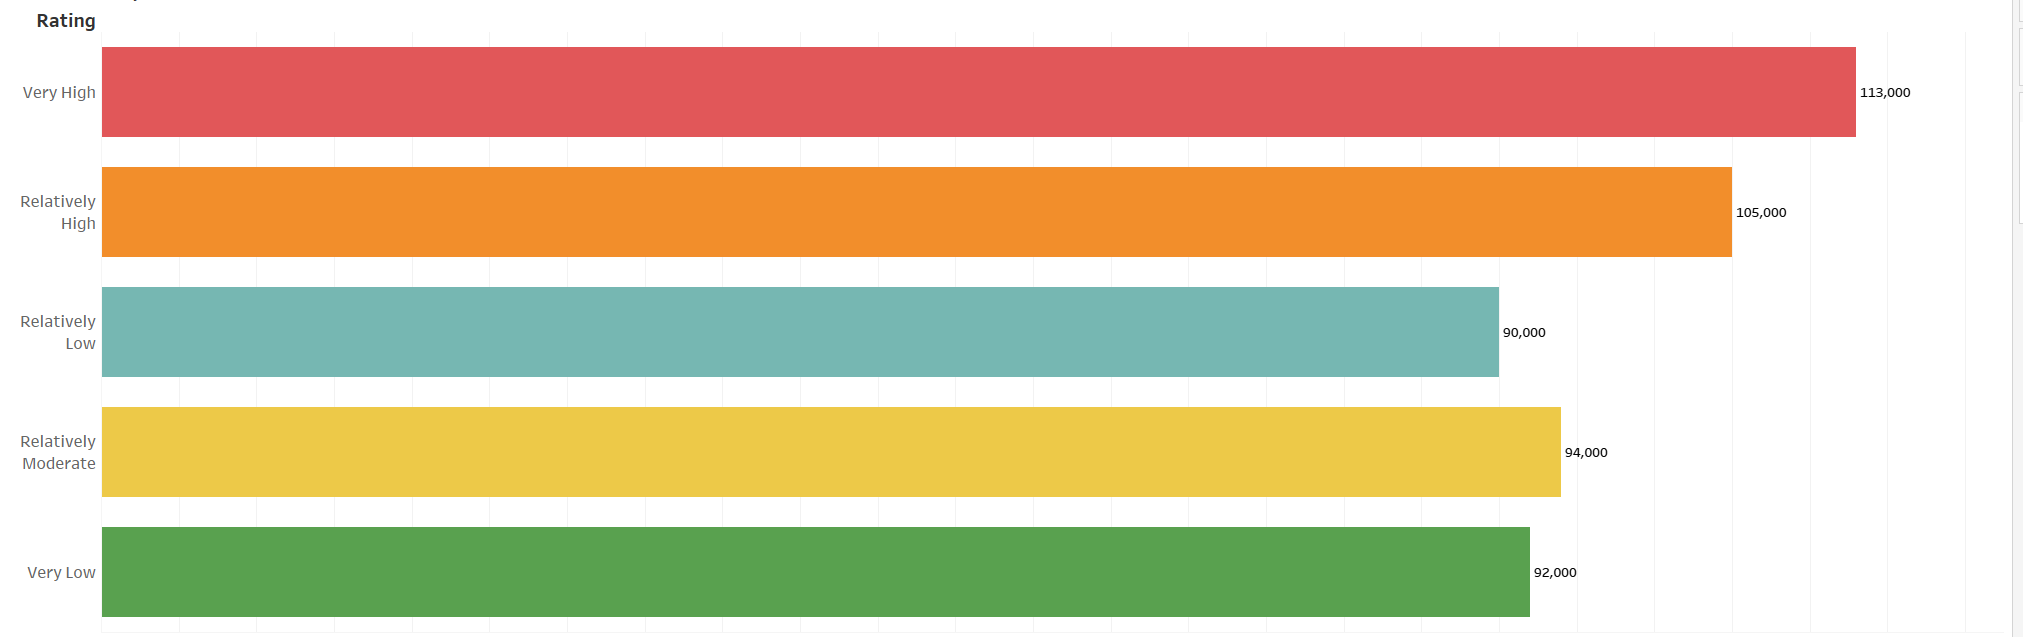 Rating
Very High
113,000
Relatively
High
105,000
Relatively
Low
90,000
Relatively
Moderate
94,000
Very Low
92,000